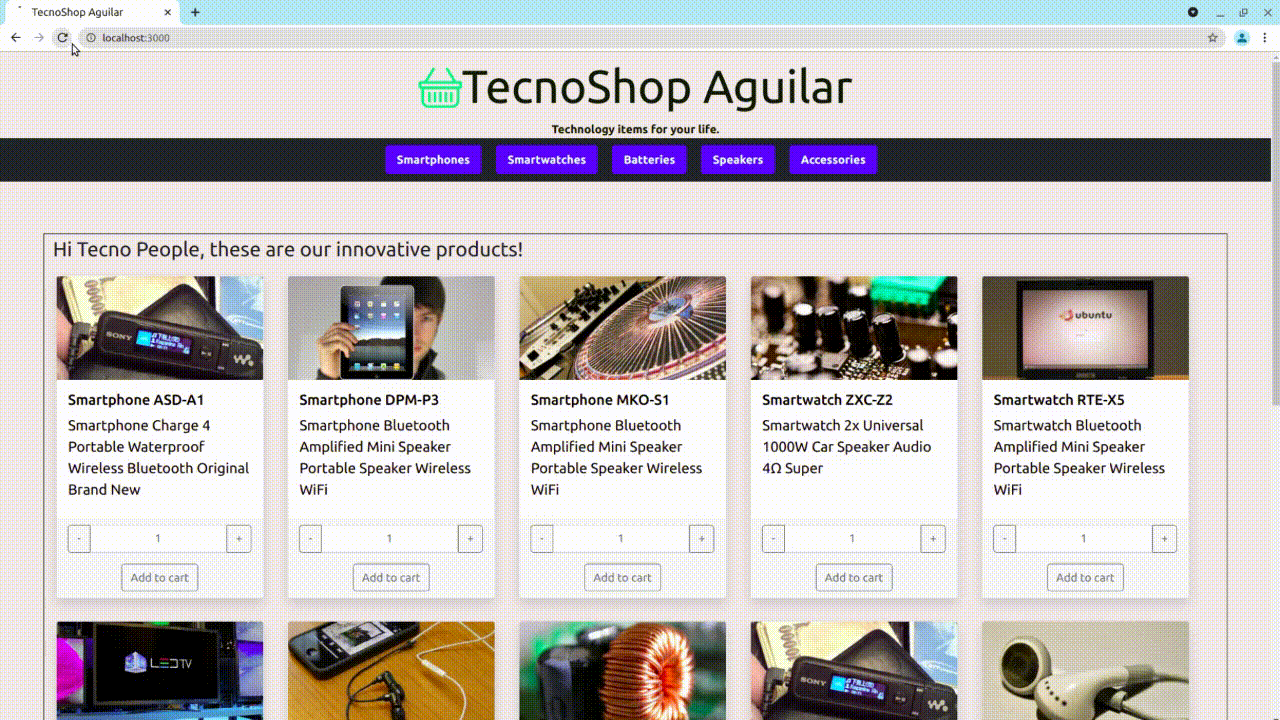 TecnoShop Aguilar
localhost:3000
TecnoShop Aguilar
Technology items for your life.
Smartphones Smartwatches Batteries Speakers Accessories
Hi Tecno People, these are our innovative products!
SONY
ubuntu
Smartphone ASD-A1
Smartphone Charge 4
Portable Waterproof
Wireless Bluetooth Original
Brand New
- 1 +
Add to cart
Smartphone DPM-P3
Smartphone Bluetooth
Amplified Mini Speaker
Portable Speaker Wireless
WiFi
- 1 +
Add to cart
Smartphone MKO-S1
Smartphone Bluetooth
Amplified Mini Speaker
Portable Speaker Wireless
WiFi
- 1 +
Add to cart
Smartwatch ZXC-Z2
Smartwatch 2x Universal
1000W Car Speaker Audio
4Ω Super
- 1 +
Add to cart
Smartwatch RTE-X5
Smartwatch Bluetooth
Amplified Mini Speaker
Portable Speaker Wireless
WiFi
- 1 +
Add to cart
LED TV
SONY